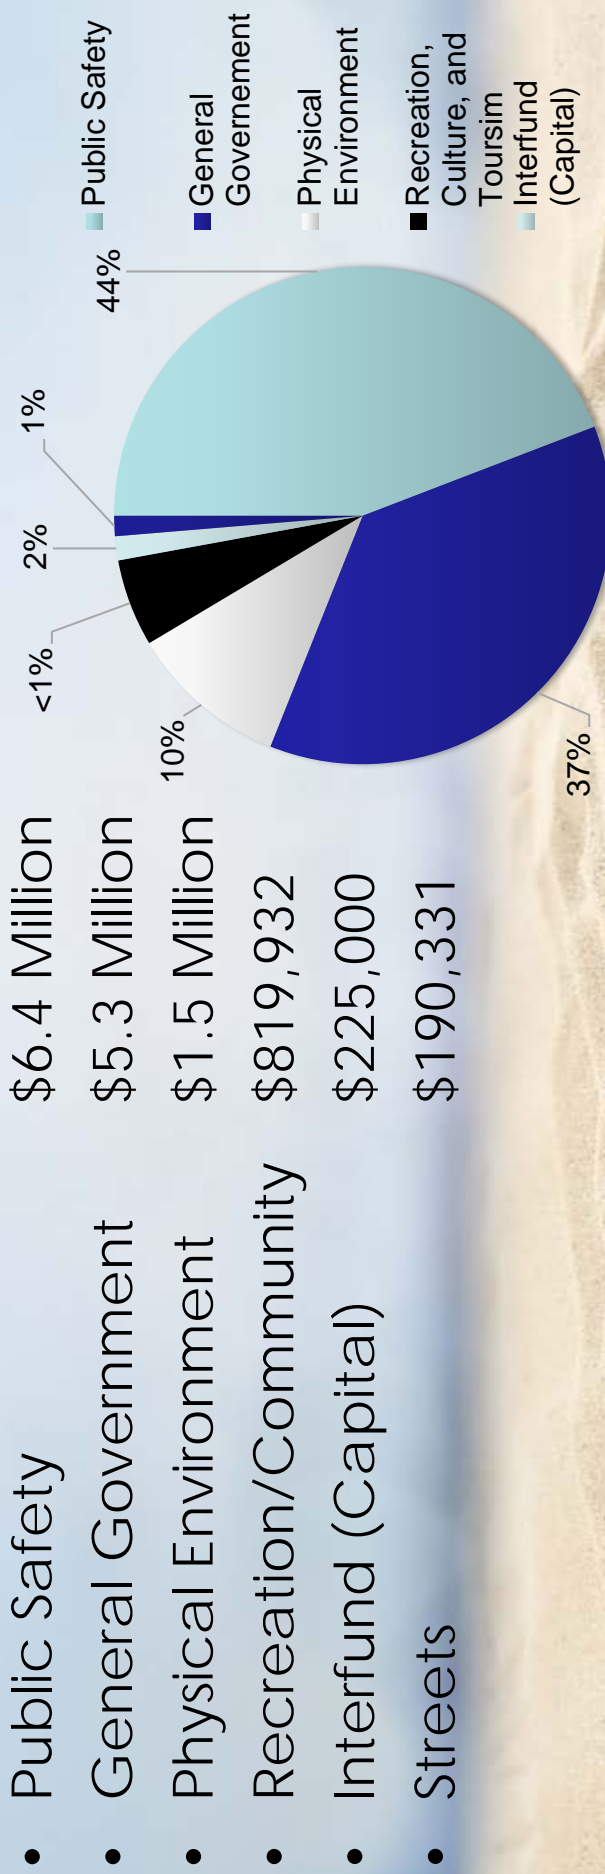 • Public Safety $6.4 Million
• General Government $5.3 Million
• Physical Environment $1.5 Million
• Recreation/Community $819,932
• Interfund (Capital) $225,000
• Streets $190,331
44%
37%
10%
<1%
2%
1%
Public Safety
General
Governement
Physical
Environment
Recreation,
Culture, and
Toursim
Interfund
(Capital)